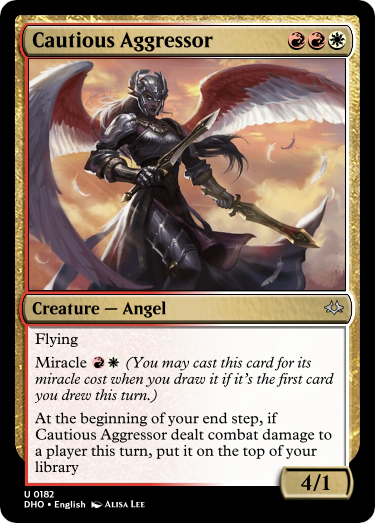 Cautious Aggressor
Creature — Angel
Flying
Miracle (You may cast this card for its
miracle cost when you draw it if it's the first card
you drew this turn.)
At the beginning of your end step, if
Cautious Aggressor dealt combat damage to
a player this turn, put it on the top of your
library
4/1
U 0182
DHO • English Alisa Lee